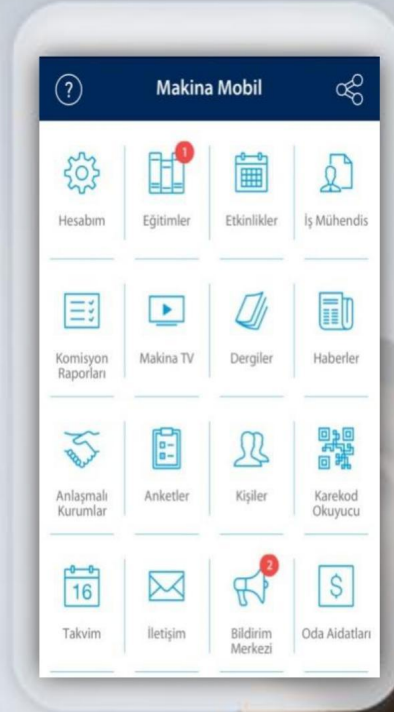 ?
Makina Mobil
1
Hesabım
Eğitimler
Etkinlikler
İş Mühendis
Komisyon
Raporları
Makina TV
Dergiler
Haberler
Anlaşmalı
Kurumlar
Anketler
Kişiler
Karekod
Okuyucu
16
2
$
Takvim
İletişim
Bildirim
Merkezi
Oda Aidatları